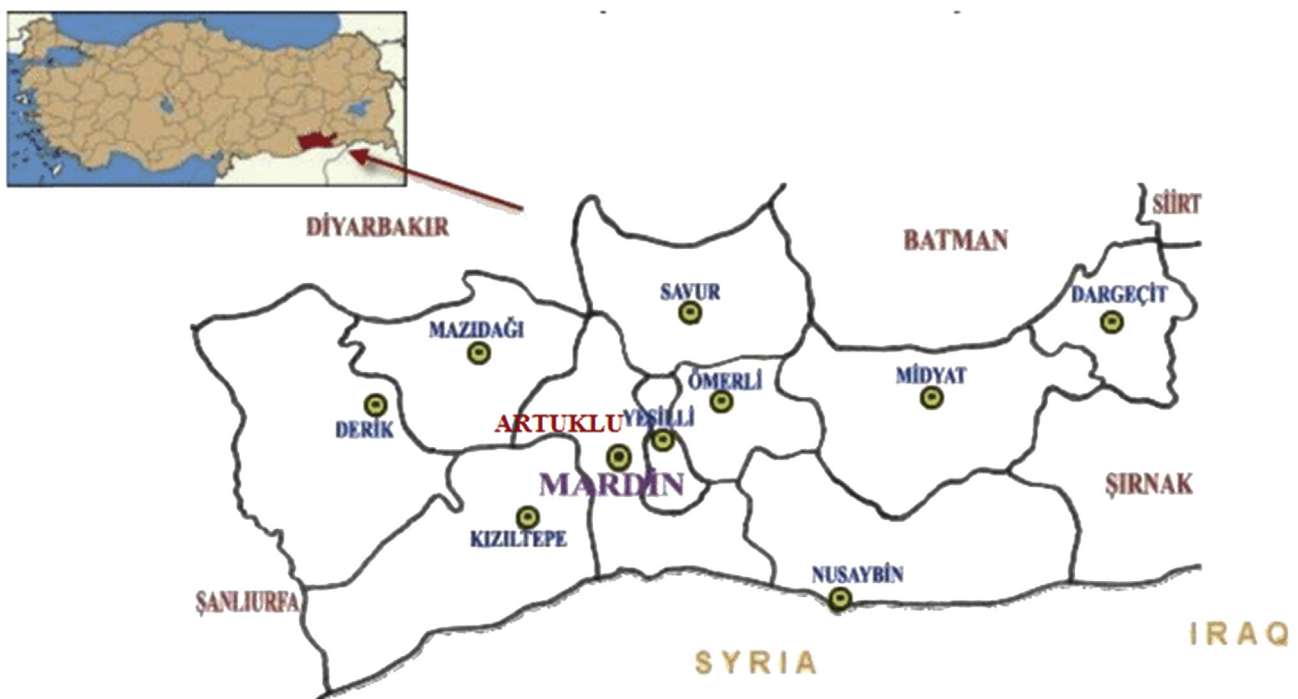 SİİRT
DİYARBAKIR
BATMAN
SAVUR
DARGEÇİT
MAZIDAĞI
MİDYAT
ÖMERLİ
ARTUKLU
YEŞİLLİ
DERİK
MARDİN
ŞIRNAK
KIZILTEPE
NUSAYBİN
ŞANLIURFA
IRAQ
SYRIA